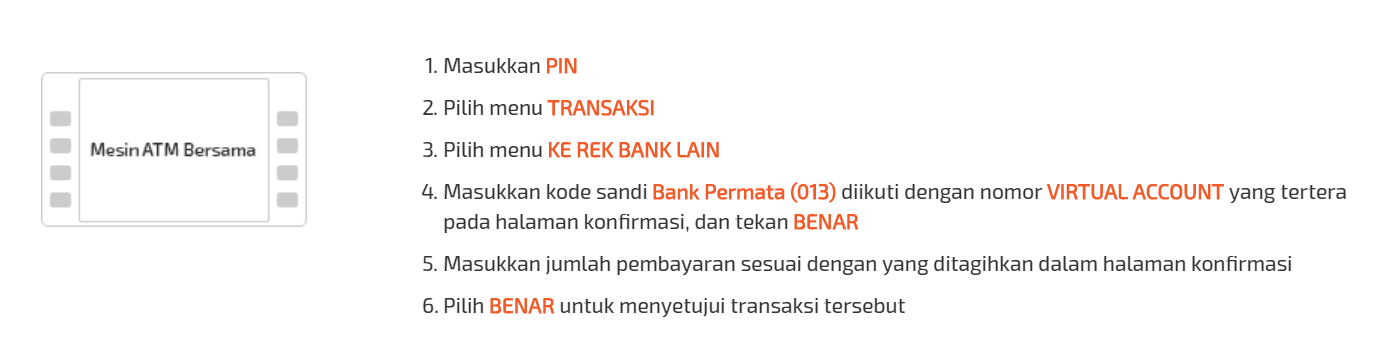 Mesin ATM Bersama
1. Masukkan PIN
2. Pilih menu TRANSAKSI
3. Pilih menu KE REK BANK LAIN
4. Masukkan kode sandi Bank Permata (013) diikuti dengan nomor VIRTUAL ACCOUNT yang tertera
pada halaman konfirmasi, dan tekan BENAR
5. Masukkan jumlah pembayaran sesuai dengan yang ditagihkan dalam halaman konfirmasi
6. Pilih BENAR untuk menyetujui transaksi tersebut